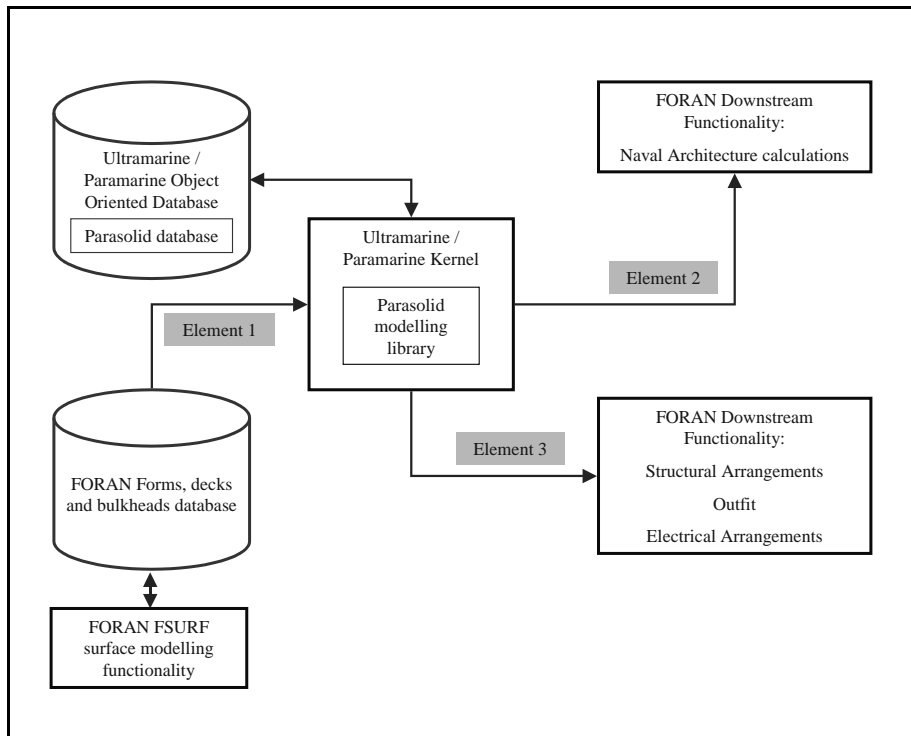 Ultramarine /
Paramarine Object
Oriented Database
Parasolid database
FORAN Downstream
Functionality:
Naval Architecture calculations
Ultramarine /
Paramarine Kernel
Parasolid
modelling
library
Element 2
Element 1
FORAN Forms, decks
and bulkheads database
Element 3
FORAN Downstream
Functionality:
Structural Arrangements
Outfit
Electrical Arrangements
FORAN FSURF
surface modelling
functionality